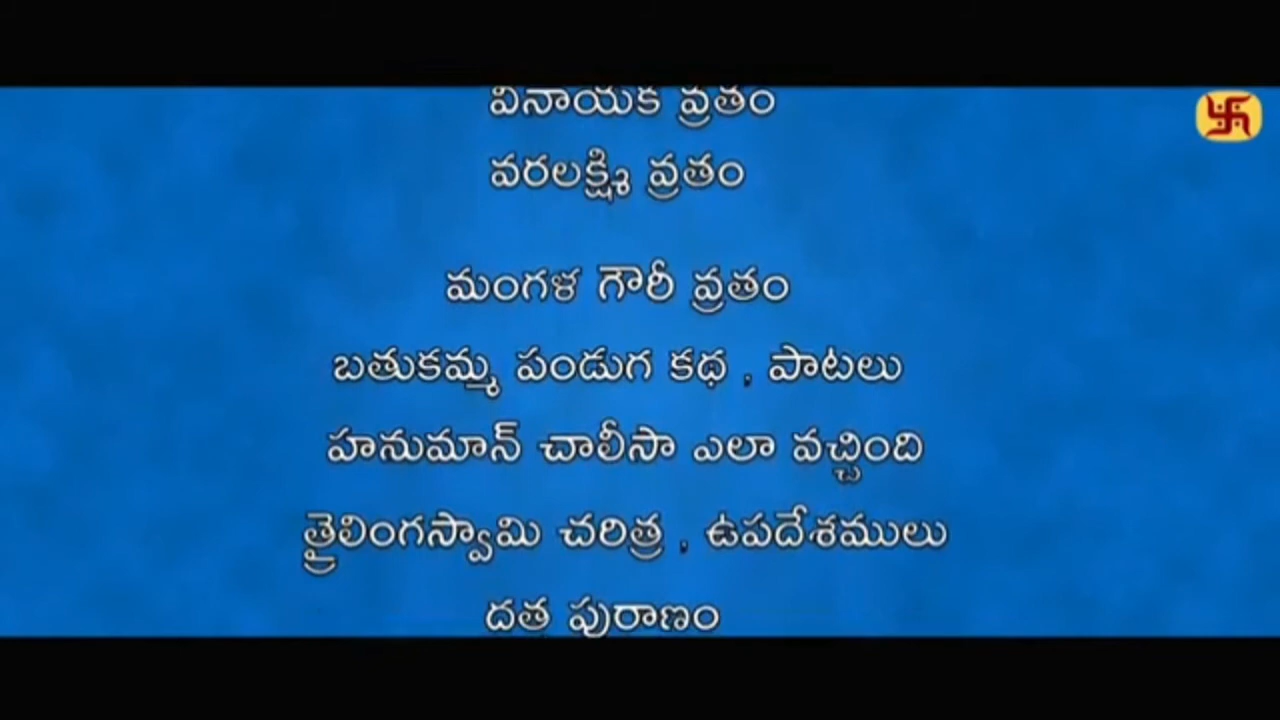 వినాయక వ్రతం
వరలక్ష్మి వ్రతం
మంగళ గౌరీ వ్రతం
బతుకమ్మ పండుగ కథ , పాటలు
హనుమాన్ చాలీసా ఎలా వచ్చింది
త్రైలింగస్వామి చరిత్ర , ఉపదేశములు
దత్త పురాణం